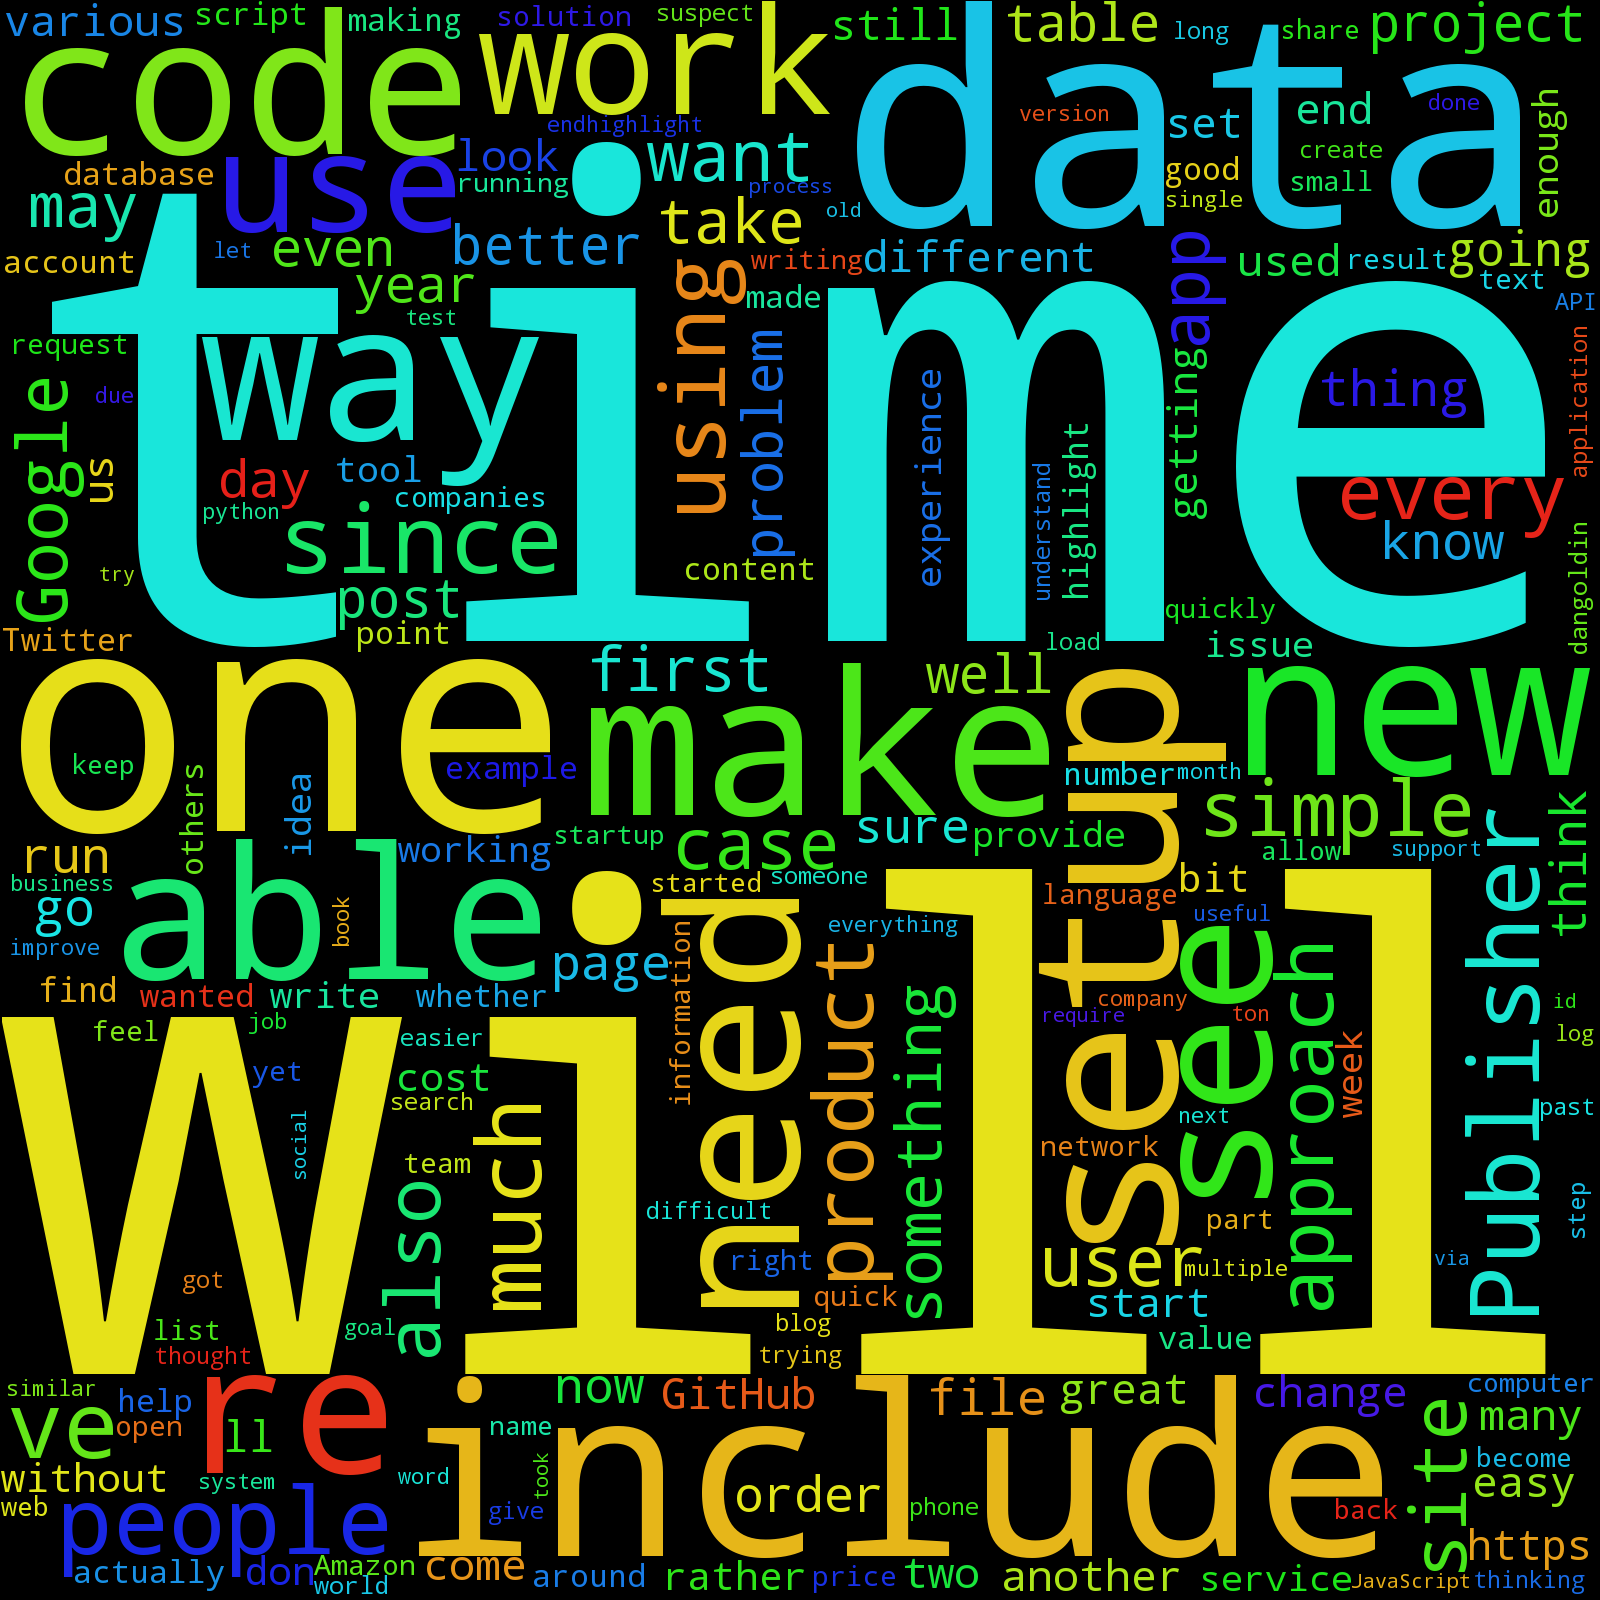 various
script
making
solution
suspect
still
table
long
share
project
code
work
data
version
done
endhighlight
set
end
enough
database
use
look
running
want
process
old
good
single
create
small
may
account
let
even
better
take
writing
different
app
used
result
going
text
API
year
test
using
made
time
request
way
problem
due
Google
us
day
tool
companies
python
since
try
post
point
Twitter
content
experience
understand
highlight
getting
thing
every
know
application
dangoldin
quickly
load
issue
one
first
make
well
setup
new
keep
others
idea
example
number
month
simple
run
working
startup
case
sure
provide
allow
support
think
Publisher
business
go
improve
able
book
page
started
someone
everything
language
bit
useful
find
wanted
write
whether
information
need
product
something
company
require
see
ton
approach
week
id
log
will
feel
job
yet
easier
cost
search
social
much
team
also
network
next
past
step
difficult
right
part
user
multiple
via
got
quick
start
list
thought
goal
blog
trying
value
similar
help
open
ve
re
ll
now
GitHub
file
great
change
computer
many
site
become
easy
include
name
without
system
word
took
web
people
give
order
phone
back
https
actually
don
Amazon
world
come
around
rather
price
two
another
service
JavaScript
thinking